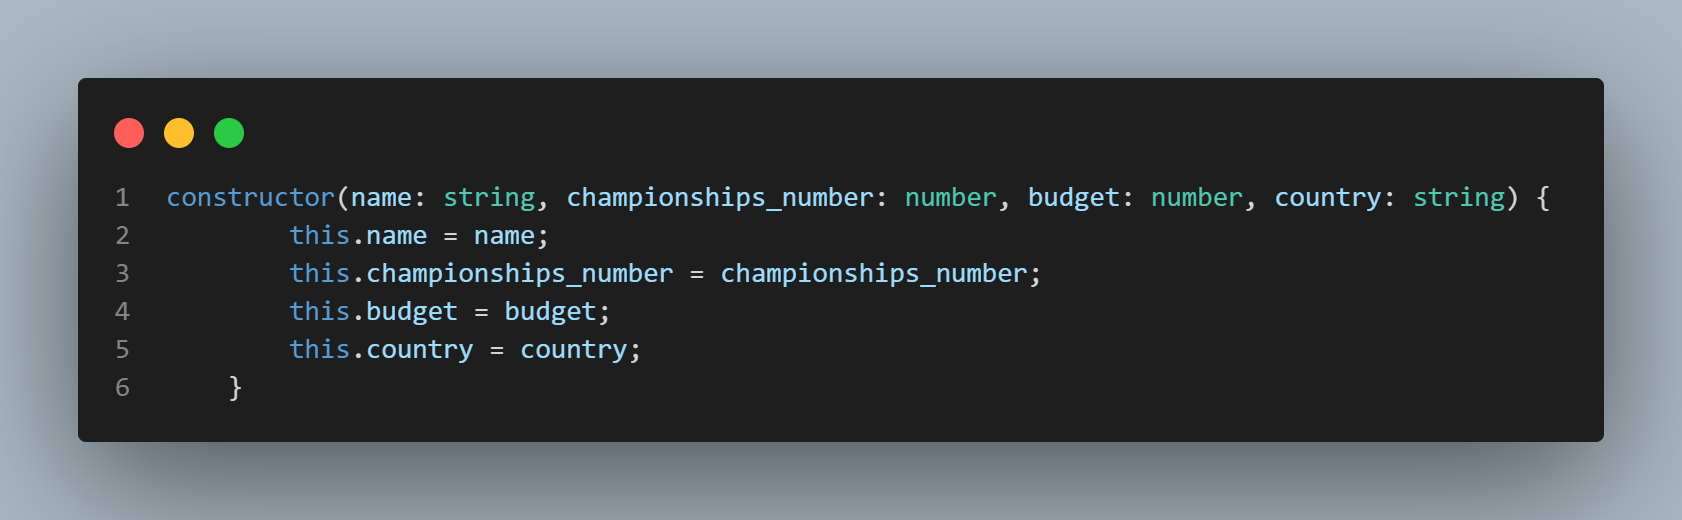 1 constructor(name: string, championships_number: number, budget: number, country: string) {
2 this.name = name;
3 this.championships_number = championships_number;
4 this.budget = budget;
5 this.country = country;
6 }